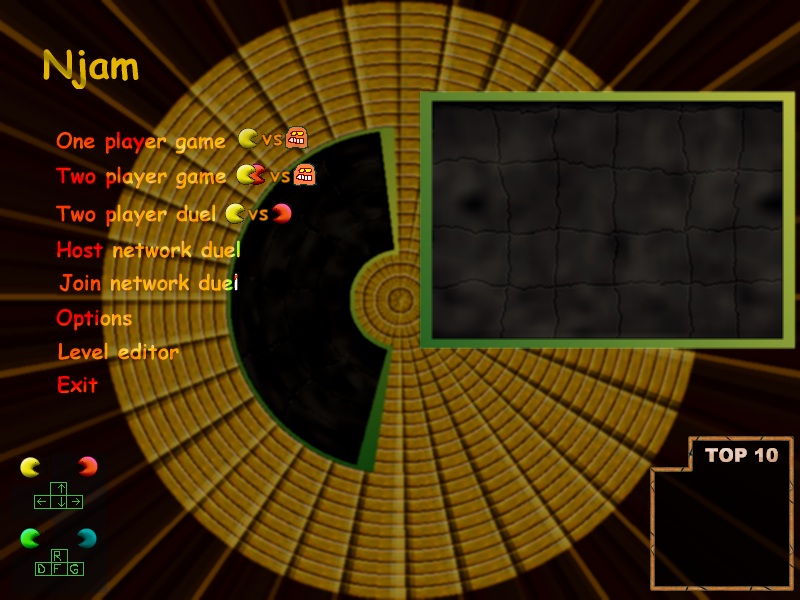 Njam
One player game vs
Two player game vs
Two player duel vs
Host network duel
Join network duel
Options
Level editor
Exit
TOP 10
R
D F G